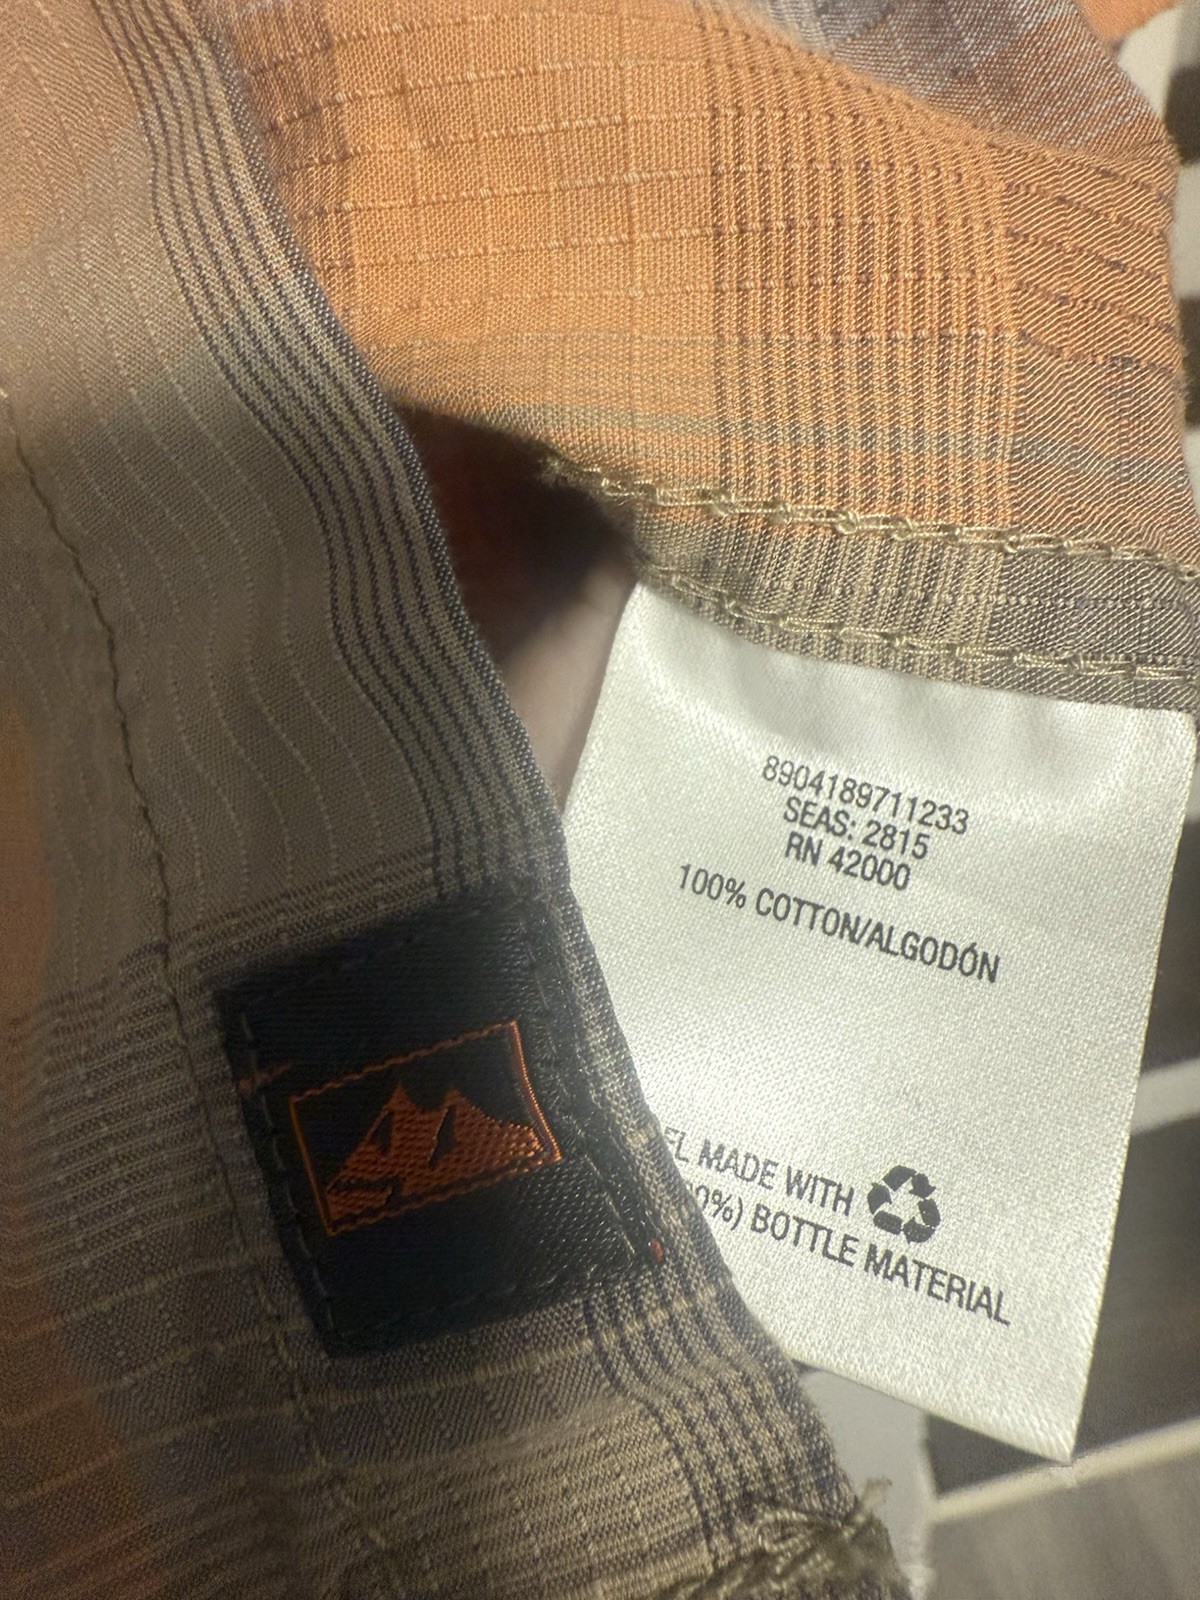 8904189711233
SEAS: 2815
RN 42000
100% COTTON/ALGODÓN
MADE WITH
BOTTLE MATERIAL